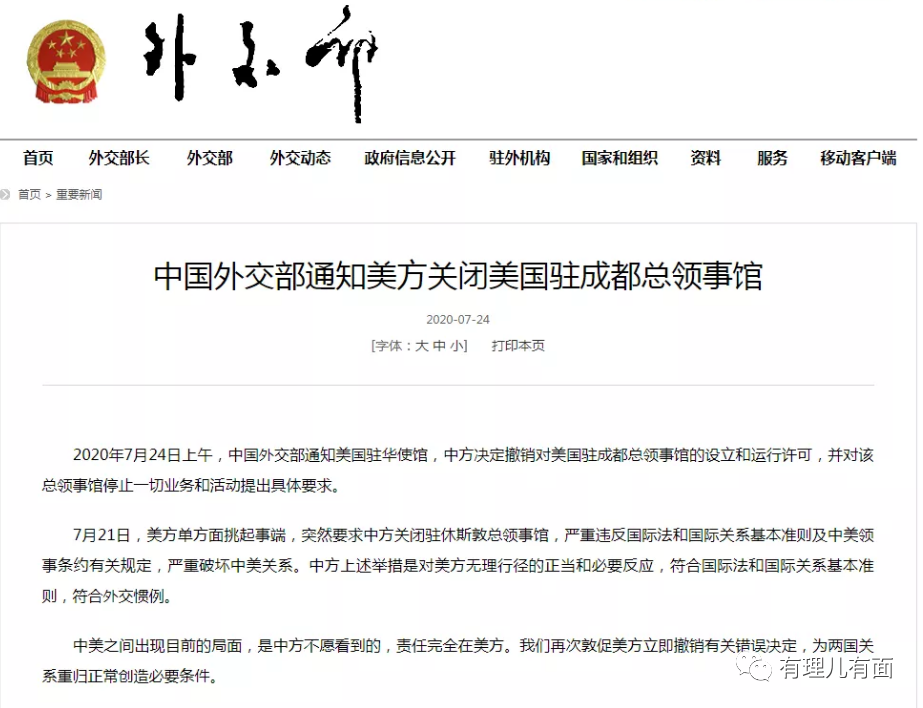 外交部
首页 外交部长 外交部 外交动态 政府信息公开 驻外机构 国家和组织 资料 服务 移动客户端
首页 > 重要新闻
中国外交部通知美方关闭美国驻成都总领事馆
2020-07-24
[字体：大 中 小] 打印本页
2020年7月24日上午，中国外交部通知美国驻华使馆，中方决定撤销对美国驻成都总领事馆的设立和运行许可，并对该
总领事馆停止一切业务和活动提出具体要求。
7月21日，美方单方面挑起事端，突然要求中方关闭驻休斯敦总领事馆，严重违反国际法和国际关系基本准则及中美领
事条约有关规定，严重破坏中美关系。中方上述举措是对美方无理行径的正当和必要反应，符合国际法和国际关系基本准
则，符合外交惯例。
中美之间出现目前的局面，是中方不愿看到的，责任完全在美方。我们再次敦促美方立即撤销有关错误决定，为两国关
系重归正常创造必要条件。
有理儿有面